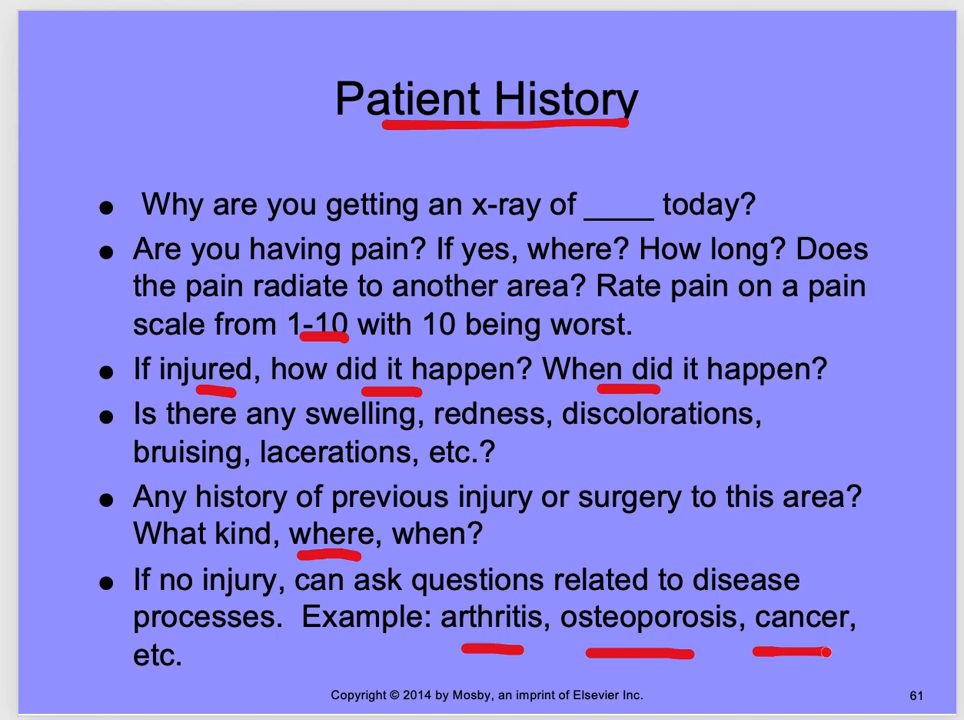 Patient History
• Why are you getting an x-ray of ____ today?
• Are you having pain? If yes, where? How long? Does
the pain radiate to another area? Rate pain on a pain
scale from 1-10 with 10 being worst.
• If injured, how did it happen? When did it happen?
• Is there any swelling, redness, discolorations,
bruising, lacerations, etc.?
• Any history of previous injury or surgery to this area?
What kind, where, when?
• If no injury, can ask questions related to disease
processes.  Example: arthritis, osteoporosis, cancer,
etc.
Copyright © 2014 by Mosby, an imprint of Elsevier Inc.
61